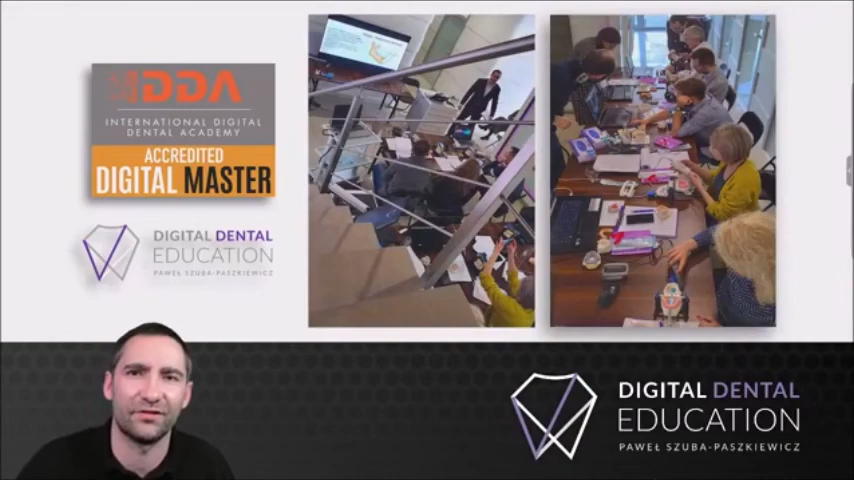 IDDA
INTERNATIONAL DIGITAL
DENTAL ACADEMY
ACCREDITED
DIGITAL MASTER
DIGITAL DENTAL
EDUCATION
PAWEŁ SZUBA-PASZKIEWICZ
DIGITAL DENTAL
EDUCATION
PAWEŁ SZUBA-PASZKIEWICZ